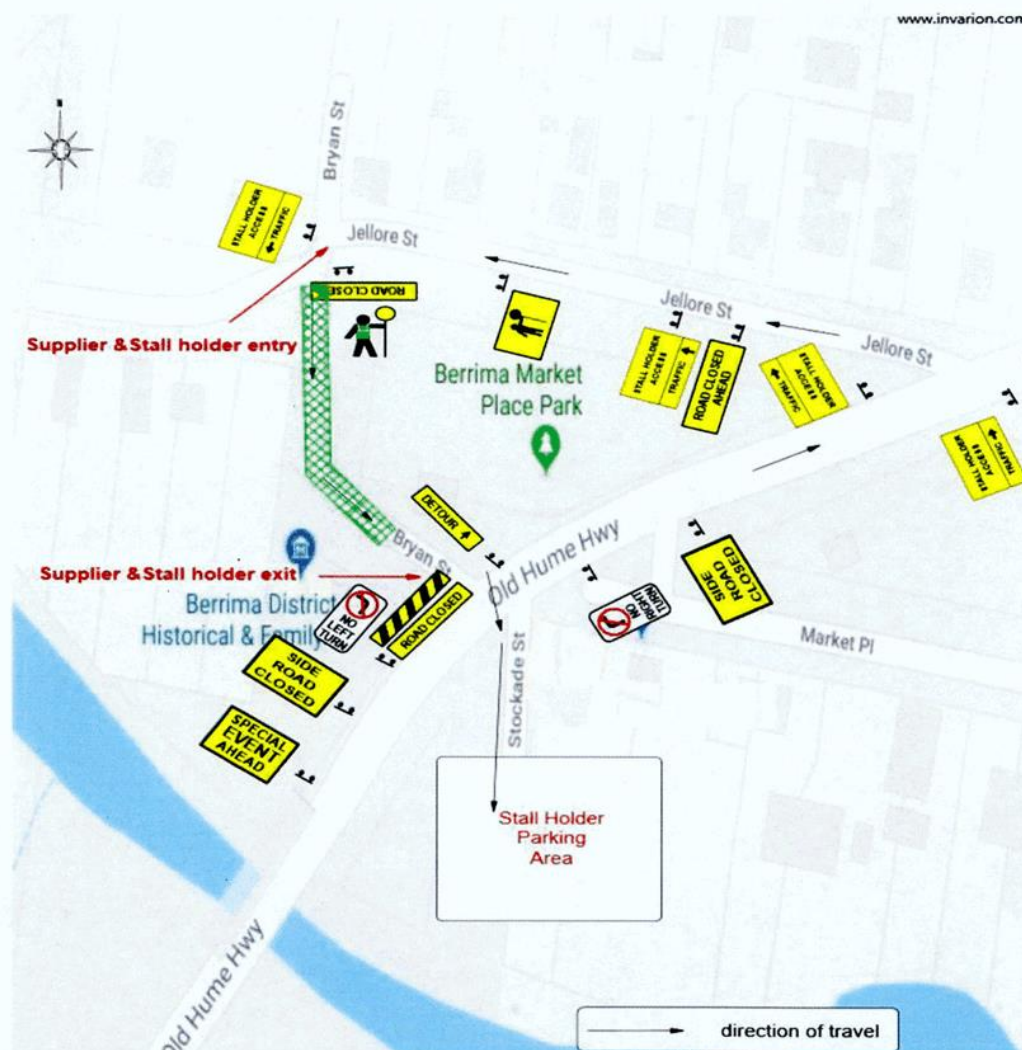 www.invarion.com
Bryan St
STALL HOLDER
ACCESS
TRAFFIC
Jellore St
ROAD CLOSE
Supplier & Stall holder entry
Jellore St
Jellore St
Berrima Market
Place Park
STALL HOLDER
ACCESS
TRAFFIC
ROAD CLOSED
AHEAD
STALL HOLDER
ACCESS
TRAFFIC
STALL HOLDER
ACCESS
TRAFFIC
DETOUR
Bryan St
Old Hume Hwy
SIDE
ROAD
CLOSED
Supplier & Stall holder exit
Berrima District
Historical & Family
NO
LEFT
TURN
ROAD CLOSED
NO
RIGHT
TURN
Market Pl
SIDE
ROAD
CLOSED
Stockade St
SPECIAL
EVENT
AHEAD
Stall Holder
Parking
Area
Old Hume Hwy
direction of travel